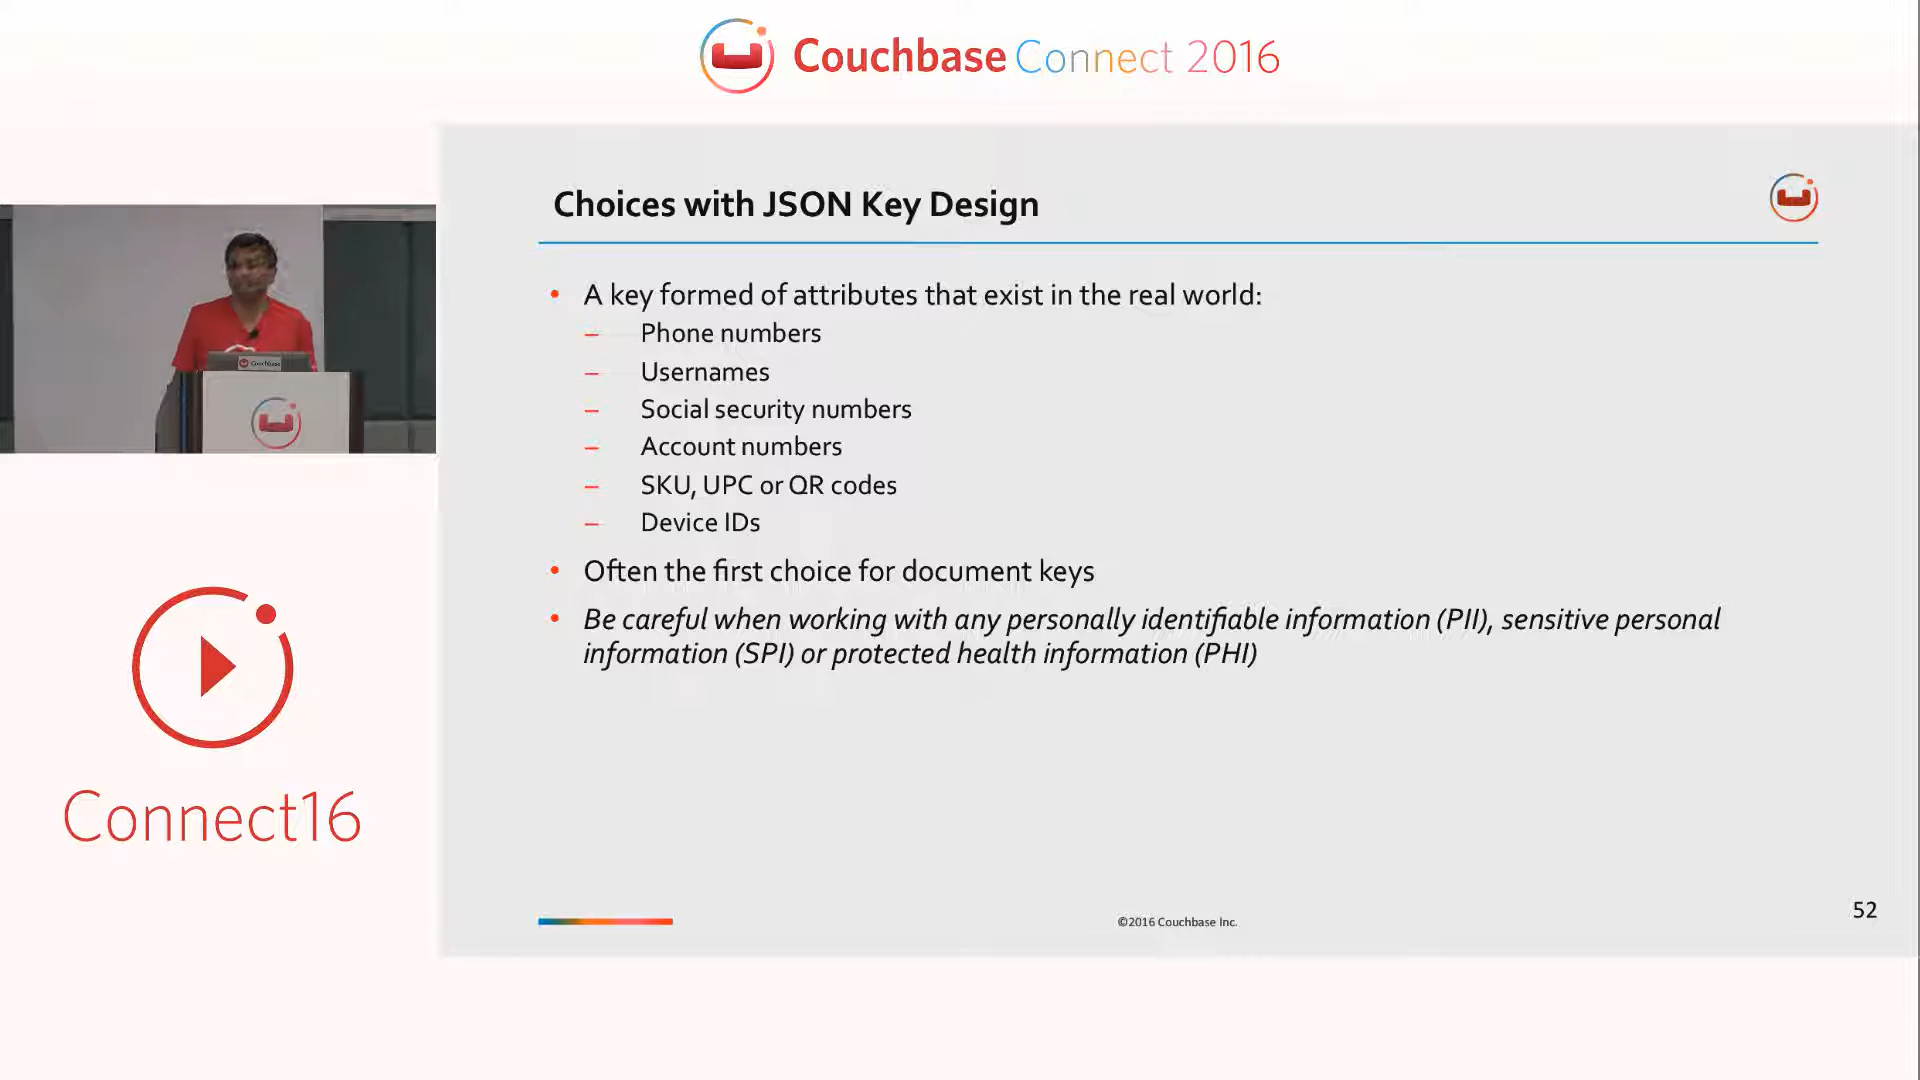 Couchbase Connect 2016
Choices with JSON Key Design
• A key formed of attributes that exist in the real world:
– Phone numbers
– Usernames
– Social security numbers
– Account numbers
– SKU, UPC or QR codes
– Device IDs
• Often the first choice for document keys
• Be careful when working with any personally identifiable information (PII), sensitive personal
information (SPI) or protected health information (PHI)
Couchbase
Connect16
©2016 Couchbase Inc.
52